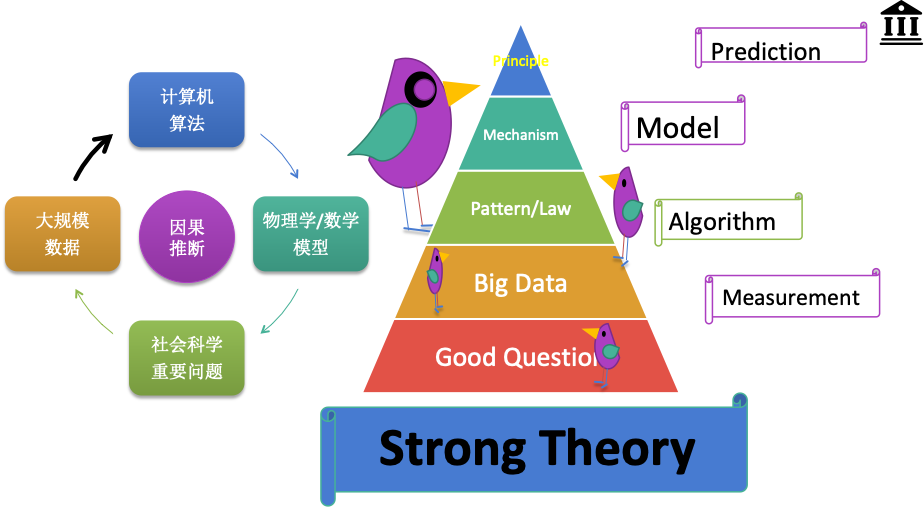 计算机
算法
大规模
数据
因果
推断
物理学/数学
模型
社会科学
重要问题
Principle
Mechanism
Pattern/Law
Big Data
Good Question
Prediction
Model
Algorithm
Measurement
Strong Theory